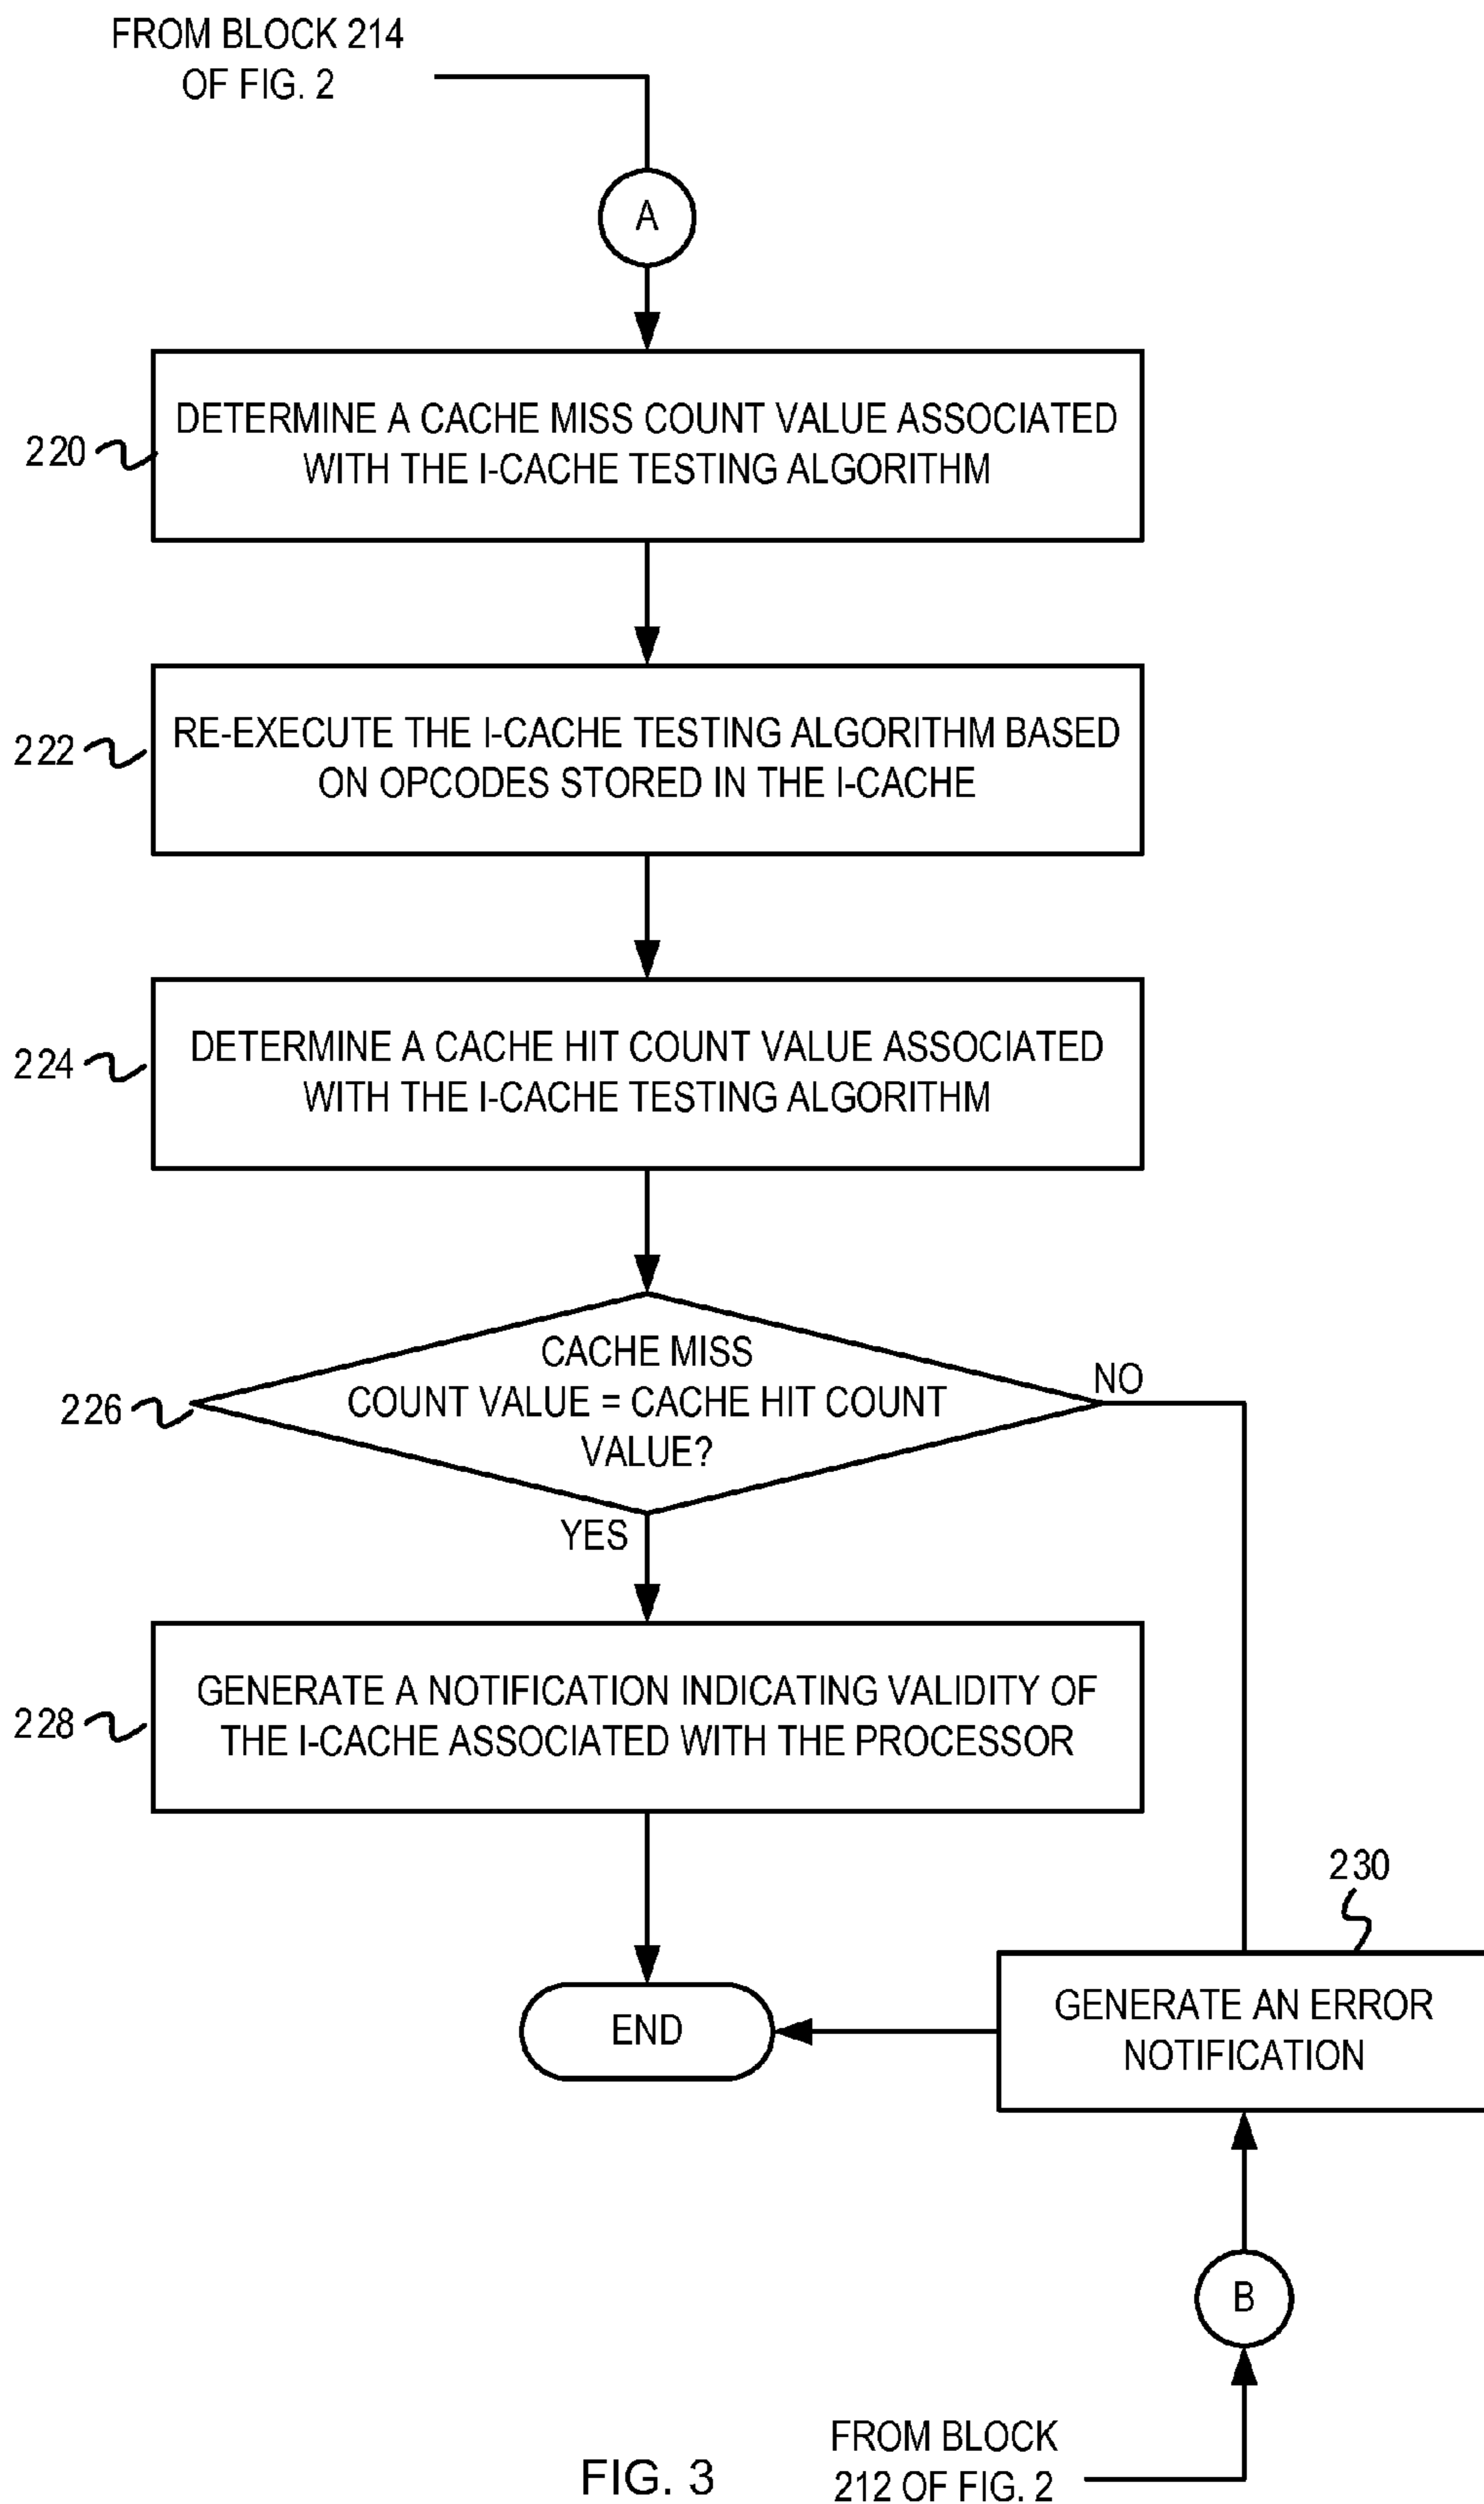 FROM BLOCK 214
OF FIG. 2
A
DETERMINE A CACHE MISS COUNT VALUE ASSOCIATED
WITH THE I-CACHE TESTING ALGORITHM
220
RE-EXECUTE THE I-CACHE TESTING ALGORITHM BASED
ON OPCODES STORED IN THE I-CACHE
222
DETERMINE A CACHE HIT COUNT VALUE ASSOCIATED
WITH THE I-CACHE TESTING ALGORITHM
224
CACHE MISS
COUNT VALUE = CACHE HIT COUNT
VALUE?
226
NO
YES
GENERATE A NOTIFICATION INDICATING VALIDITY OF
THE I-CACHE ASSOCIATED WITH THE PROCESSOR
228
230
GENERATE AN ERROR
NOTIFICATION
END
B
FROM BLOCK
212 OF FIG. 2
FIG. 3